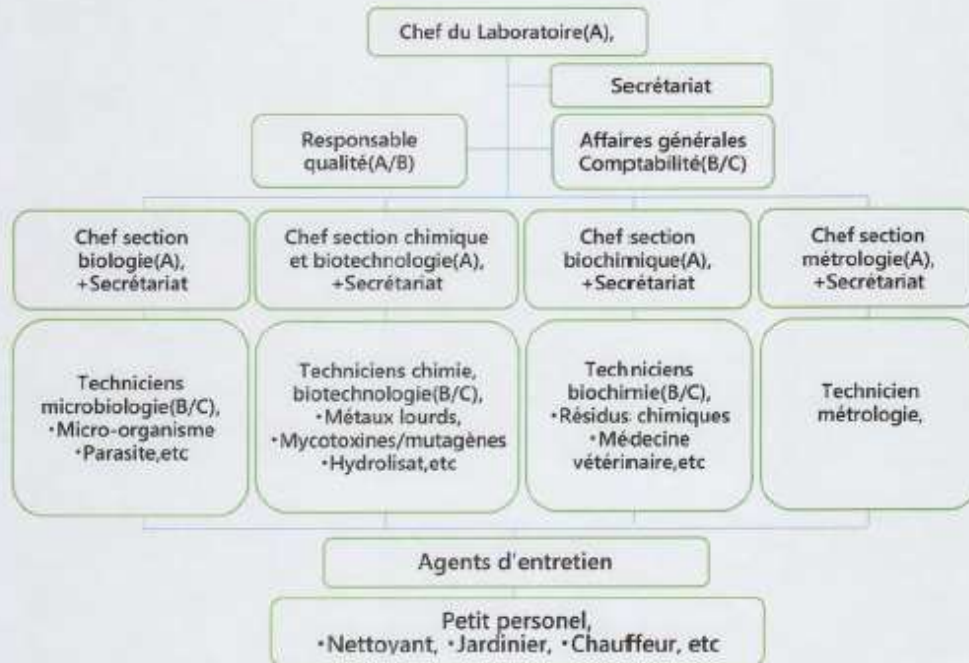 Chef du Laboratoire(A),
Secrétariat
Responsable
qualité(A/B)
Affaires générales
Comptabilité(B/C)
Chef section
biologie(A),
+Secrétariat
Chef section chimique
et biotechnologie(A),
+Secrétariat
Chef section
biochimique(A),
+Secrétariat
Chef section
métrologie(A),
+Secrétariat
Techniciens
microbiologie(B/C),
・Micro-organisme
・Parasite,etc
Techniciens chimie,
biotechnologie(B/C),
・Métaux lourds,
・Mycotoxines/mutagènes
・Hydrolisat,etc
Techniciens
biochimie(B/C),
・Résidus chimiques
・Médecine
vétérinaire,etc
Technicien
métrologie,
Agents d'entretien
Petit personel,
・Nettoyant, ・Jardinier, ・Chauffeur, etc